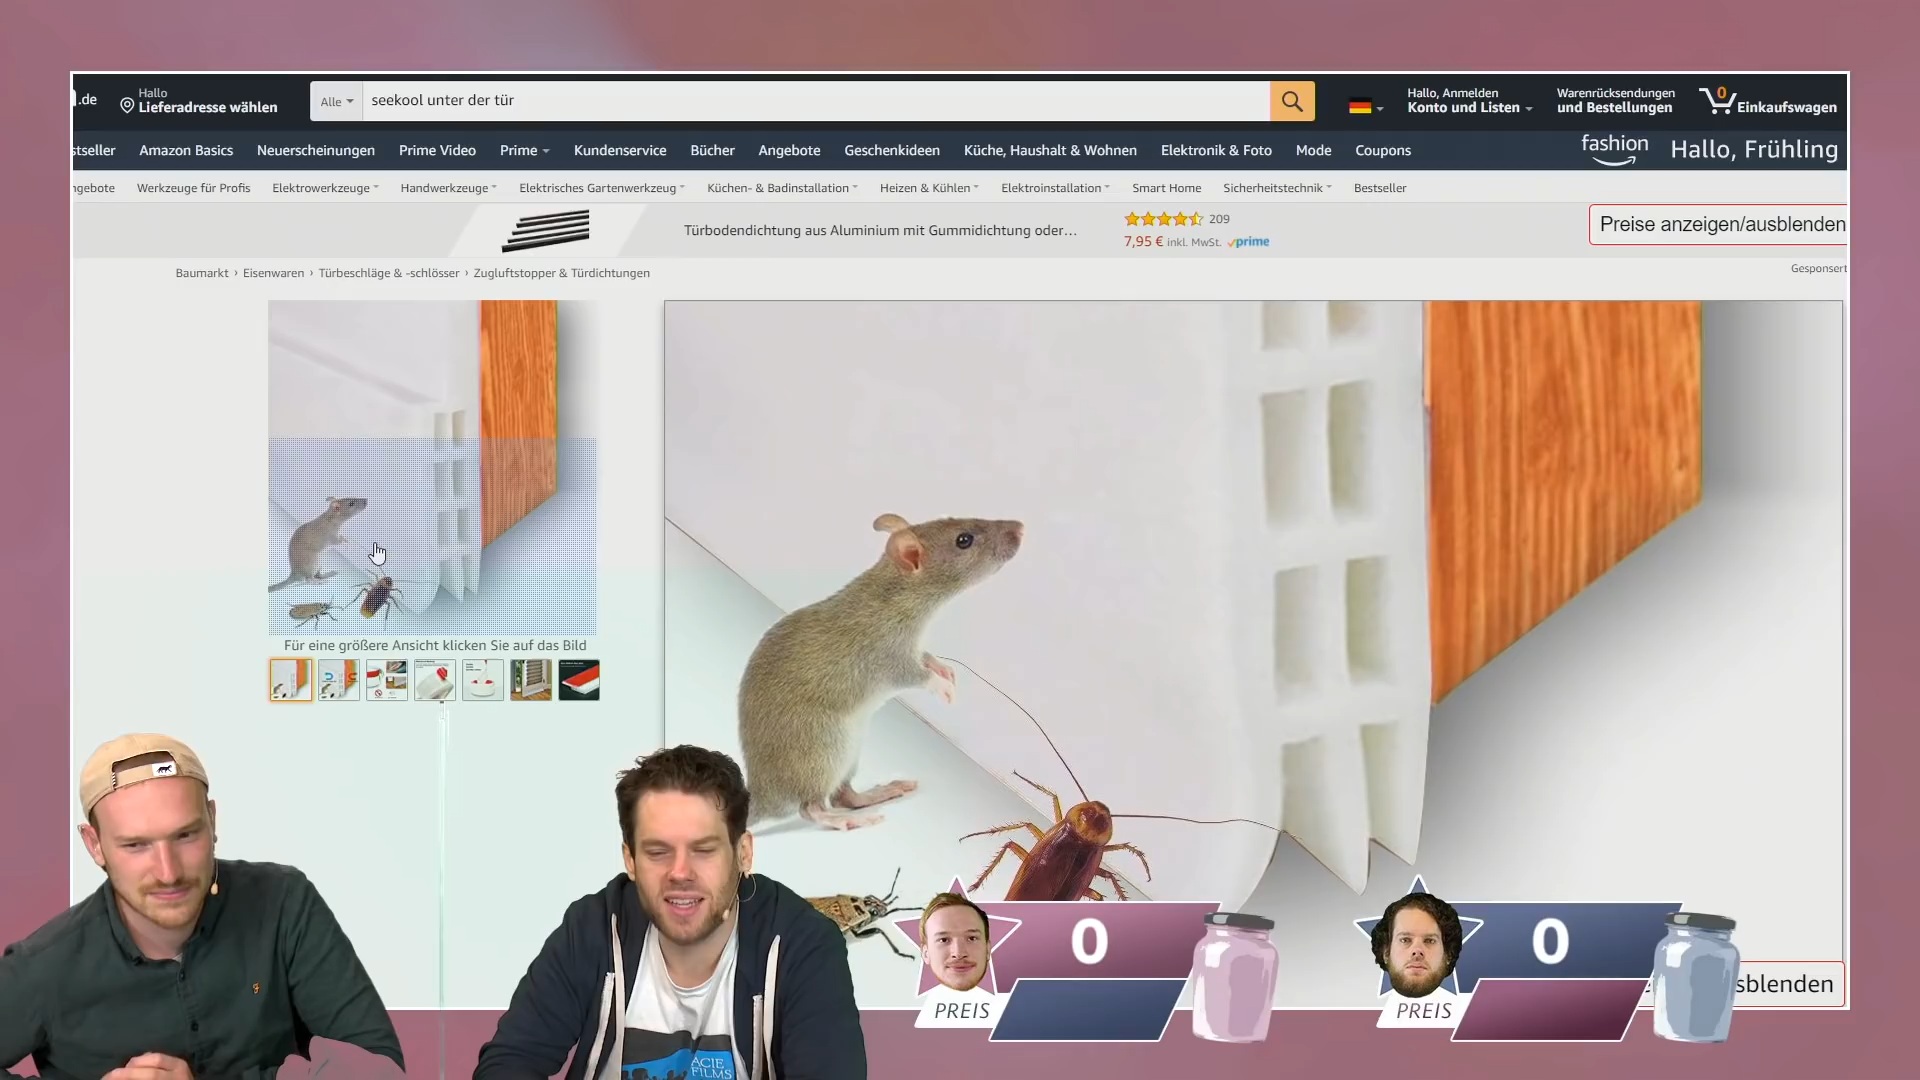 .de
Hallo
Lieferadresse wählen
Alle
seekool unter der tür
Hallo, Anmelden
Konto und Listen
Warenrücksendungen
und Bestellungen
0
Einkaufswagen
stseller Amazon Basics Neuerscheinungen Prime Video Prime Kundenservice Bücher Angebote Geschenkideen Küche, Haushalt & Wohnen Elektronik & Foto Mode Coupons
fashion
Hallo, Frühling
ngebote Werkzeuge für Profis Elektrowerkzeuge Handwerkzeuge Elektrisches Gartenwerkzeug Küchen- & Badinstallation Heizen & Kühlen Elektroinstallation Smart Home Sicherheitstechnik Bestseller
Türbodendichtung aus Aluminium mit Gummidichtung oder…
209
7,95 € inkl. MwSt. prime
Preise anzeigen/ausblenden
Baumarkt › Eisenwaren › Türbeschläge & -schlösser › Zugluftstopper & Türdichtungen
Gesponsert
Für eine größere Ansicht klicken Sie auf das Bild
0
PREIS
0
PREIS
sblenden
ACIE
FILMS